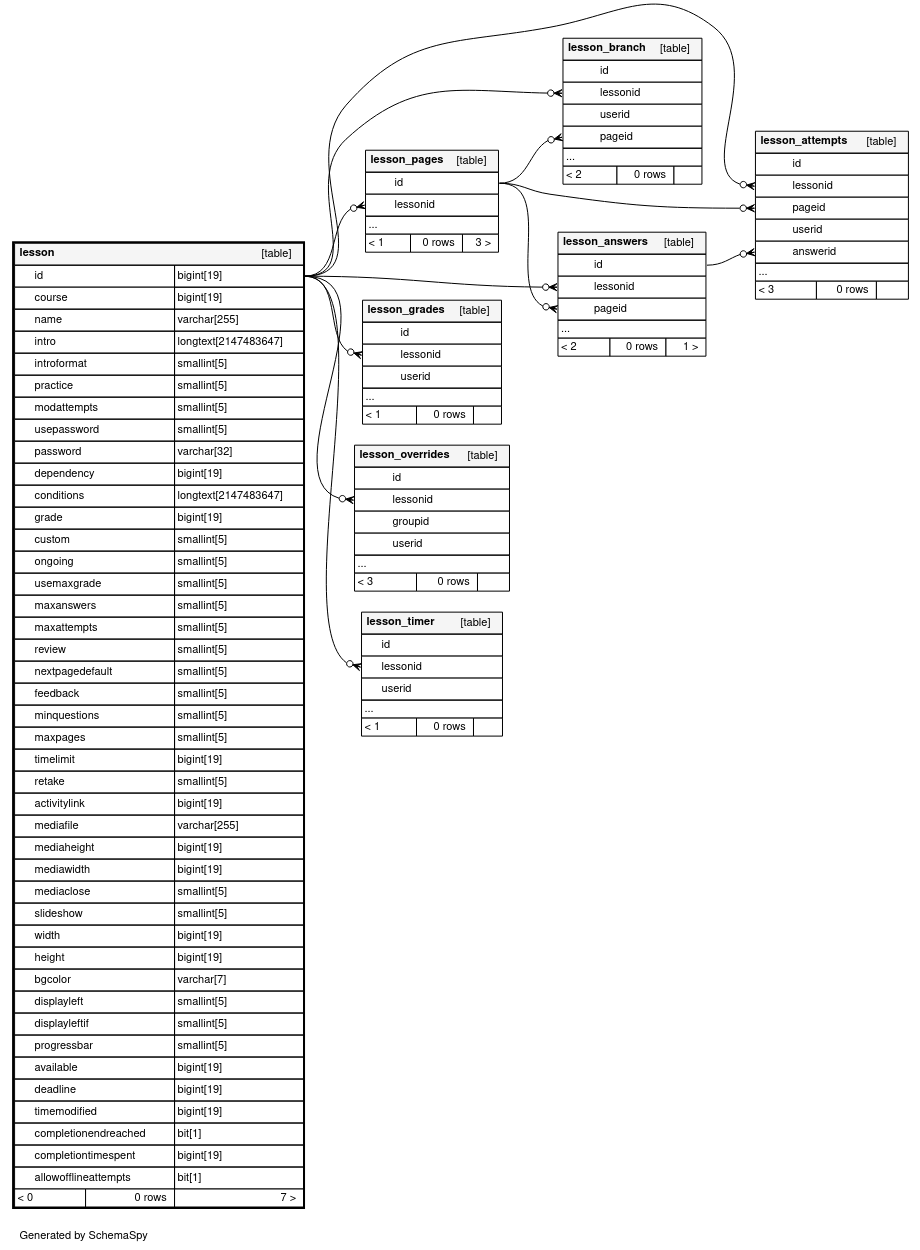 lesson [table]
id bigint[19]
course bigint[19]
name varchar[255]
intro longtext[2147483647]
introformat smallint[5]
practice smallint[5]
modattempts smallint[5]
usepassword smallint[5]
password varchar[32]
dependency bigint[19]
conditions longtext[2147483647]
grade bigint[19]
custom smallint[5]
ongoing smallint[5]
usemaxgrade smallint[5]
maxanswers smallint[5]
maxattempts smallint[5]
review smallint[5]
nextpagedefault smallint[5]
feedback smallint[5]
minquestions smallint[5]
maxpages smallint[5]
timelimit bigint[19]
retake smallint[5]
activitylink bigint[19]
mediafile varchar[255]
mediaheight bigint[19]
mediawidth bigint[19]
mediaclose smallint[5]
slideshow smallint[5]
width bigint[19]
height bigint[19]
bgcolor varchar[7]
displayleft smallint[5]
displayleftif smallint[5]
progressbar smallint[5]
available bigint[19]
deadline bigint[19]
timemodified bigint[19]
completionendreached bit[1]
completiontimespent bigint[19]
allowofflineattempts bit[1]
< 0 0 rows 7 >
lesson_pages [table]
id
lessonid
...
< 1 0 rows 3 >
lesson_grades [table]
id
lessonid
userid
...
< 1 0 rows
lesson_overrides [table]
id
lessonid
groupid
userid
...
< 3 0 rows
lesson_timer [table]
id
lessonid
userid
...
< 1 0 rows
lesson_branch [table]
id
lessonid
userid
pageid
...
< 2 0 rows
lesson_answers [table]
id
lessonid
pageid
...
< 2 0 rows 1 >
lesson_attempts [table]
id
lessonid
pageid
userid
answerid
...
< 3 0 rows
Generated by SchemaSpy